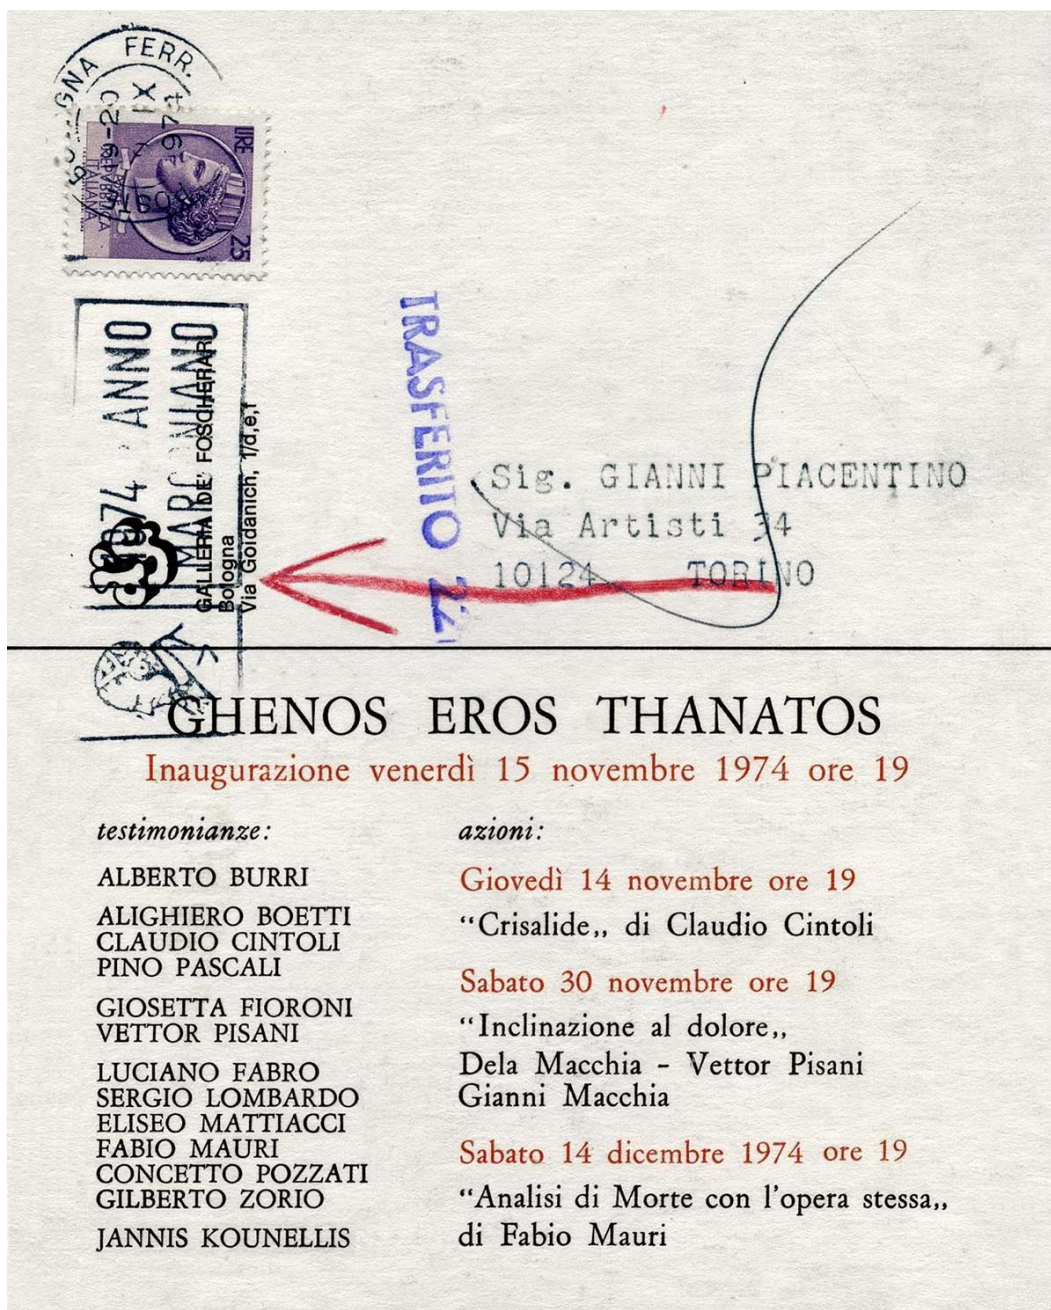 GNA FERR.
19-20
IX
LIRE
25
REPUBBLICA
ITALIANA
1974 ANNO
MARCONIANO
GALLERIA DE' FOSCHERARI
Bologna
Via Goidanich, 1/d,e,f
TRASFERITO 22
Sig. GIANNI PIACENTINO
Via Artisti 34
10124 TORINO
GHENOS EROS THANATOS
Inaugurazione venerdì 15 novembre 1974 ore 19
testimonianze:
ALBERTO BURRI
ALIGHIERO BOETTI
CLAUDIO CINTOLI
PINO PASCALI
GIOSETTA FIORONI
VETTOR PISANI
LUCIANO FABRO
SERGIO LOMBARDO
ELISEO MATTIACCI
FABIO MAURI
CONCETTO POZZATI
GILBERTO ZORIO
JANNIS KOUNELLIS
azioni:
Giovedì 14 novembre ore 19
“Crisalide„ di Claudio Cintoli
Sabato 30 novembre ore 19
“Inclinazione al dolore„
Dela Macchia - Vettor Pisani
Gianni Macchia
Sabato 14 dicembre 1974 ore 19
“Analisi di Morte con l'opera stessa„
di Fabio Mauri